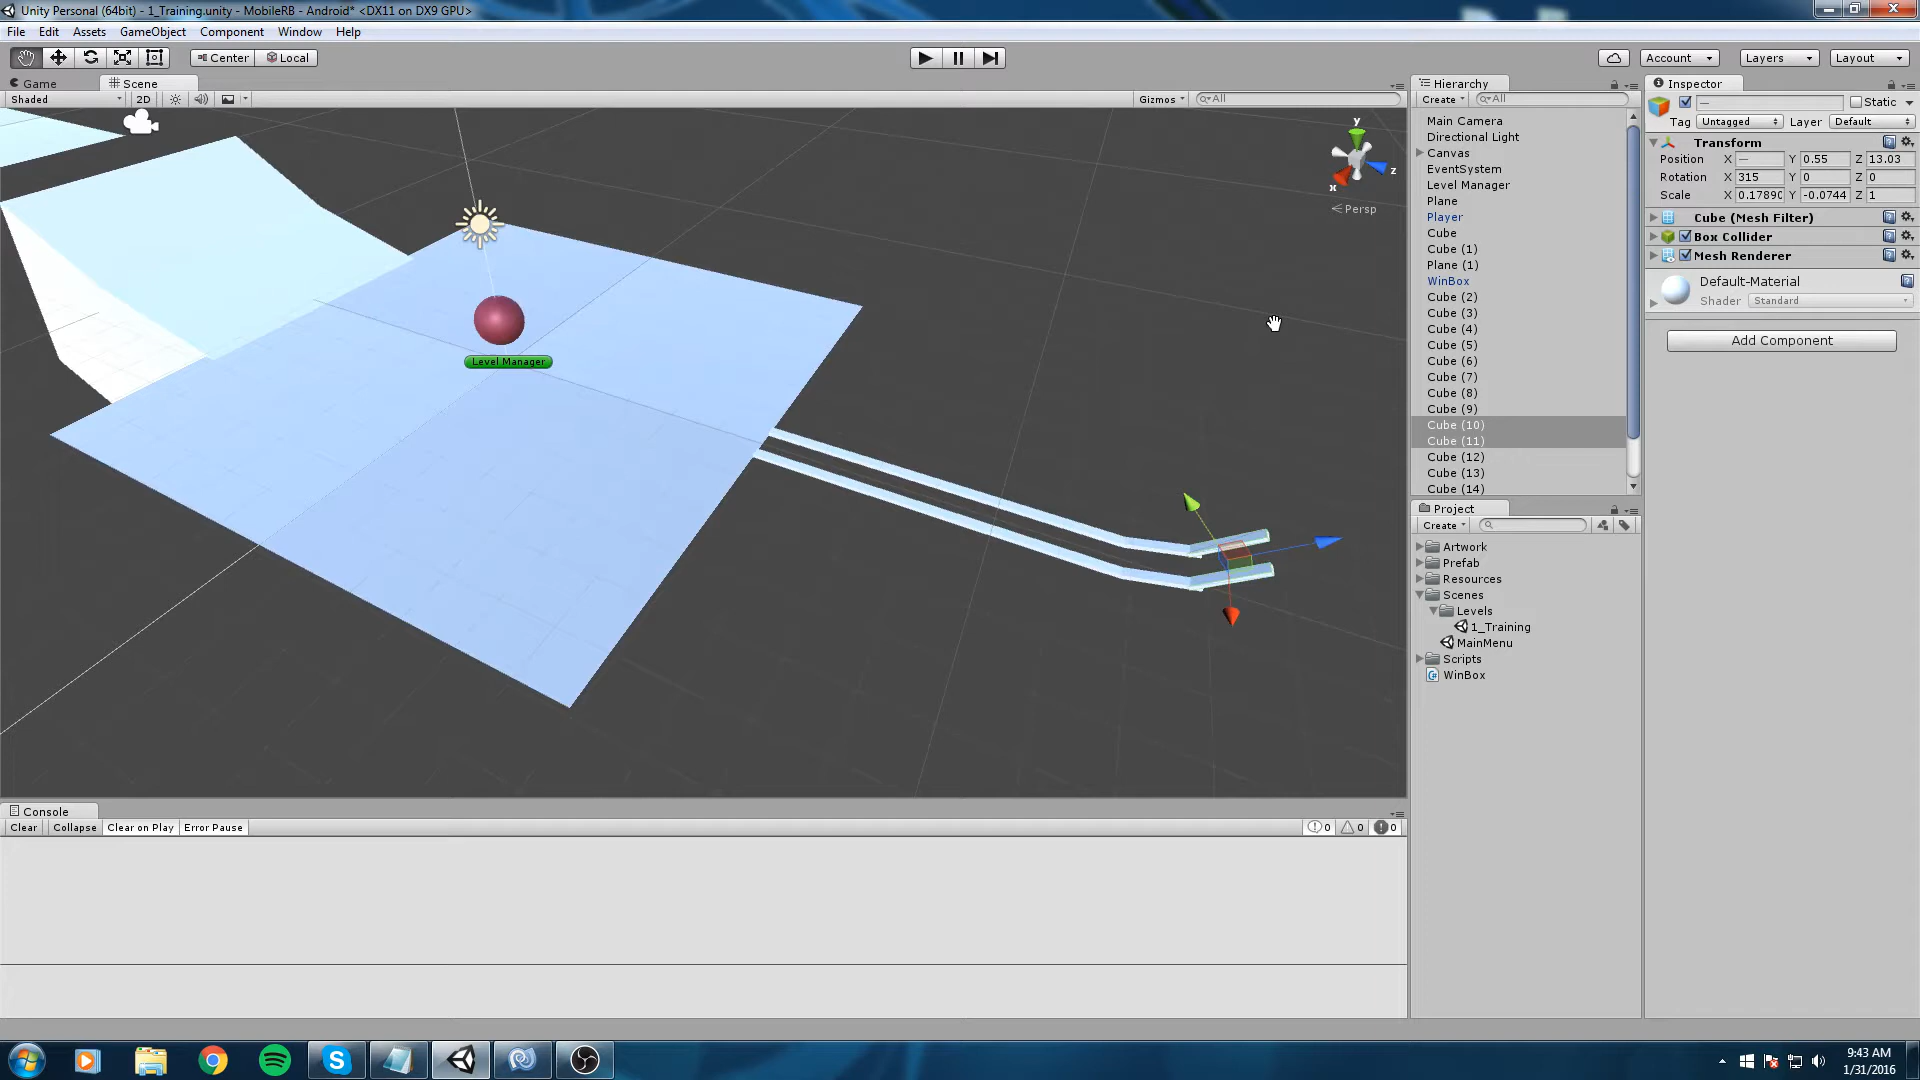 Unity Personal (64bit) - 1_Training.unity - MobileRB - Android* <DX11 on DX9 GPU>
File Edit Assets GameObject Component Window Help
Center Local
Account Layers Layout
Game Scene
Shaded 2D Gizmos All
y
z
x
Persp
Level Manager
Hierarchy
Create All
Main Camera
Directional Light
Canvas
EventSystem
Level Manager
Plane
Player
Cube
Cube (1)
Plane (1)
WinBox
Cube (2)
Cube (3)
Cube (4)
Cube (5)
Cube (6)
Cube (7)
Cube (8)
Cube (9)
Cube (10)
Cube (11)
Cube (12)
Cube (13)
Cube (14)
Project
Create
Artwork
Prefab
Resources
Scenes
Levels
1_Training
MainMenu
Scripts
WinBox
Inspector
— Static
Tag Untagged Layer Default
Transform
Position X — Y 0.55 Z 13.03
Rotation X 315 Y 0 Z 0
Scale X 0.1789 Y -0.0744 Z 1
Cube (Mesh Filter)
Box Collider
Mesh Renderer
Default-Material
Shader Standard
Add Component
Console
Clear Collapse Clear on Play Error Pause 0 0 0
9:43 AM
1/31/2016